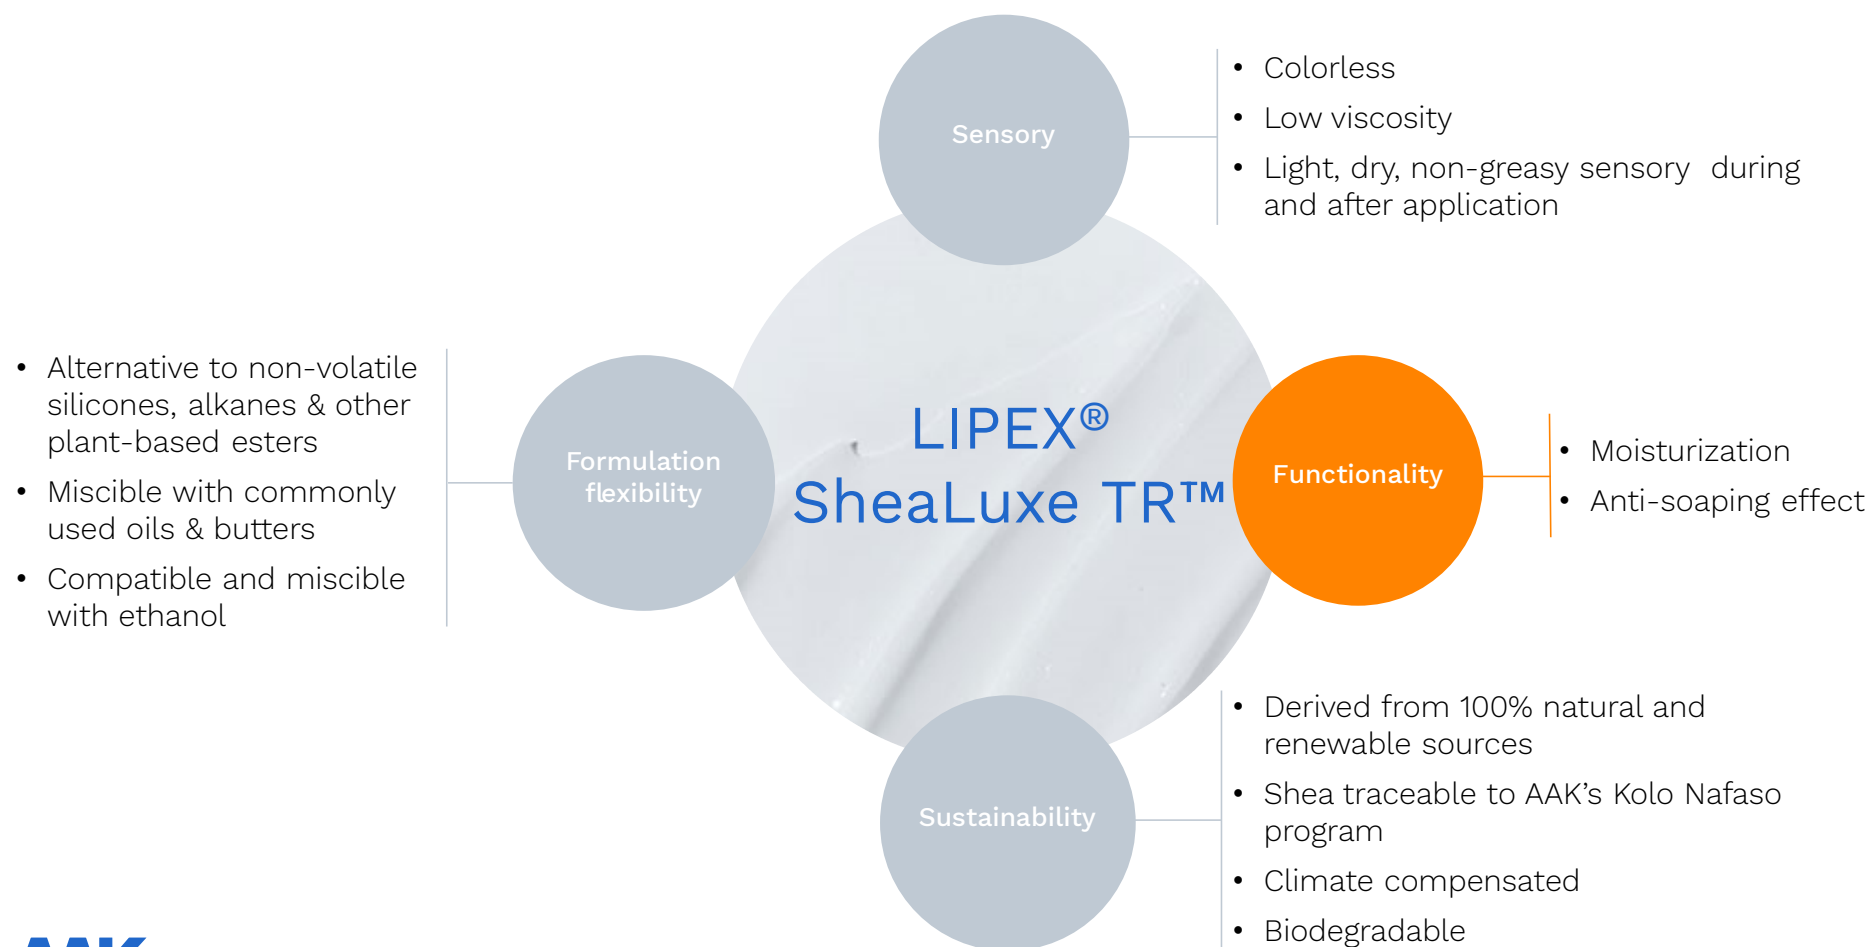 Sensory
• Colorless
• Low viscosity
• Light, dry, non-greasy sensory during
and after application
• Alternative to non-volatile
silicones, alkanes & other
plant-based esters
• Miscible with commonly
used oils & butters
• Compatible and miscible
with ethanol
Formulation
flexibility
LIPEX®
SheaLuxe TR™
Functionality
• Moisturization
• Anti-soaping effect
Sustainability
• Derived from 100% natural and
renewable sources
• Shea traceable to AAK’s Kolo Nafaso
program
• Climate compensated
• Biodegradable
AAK